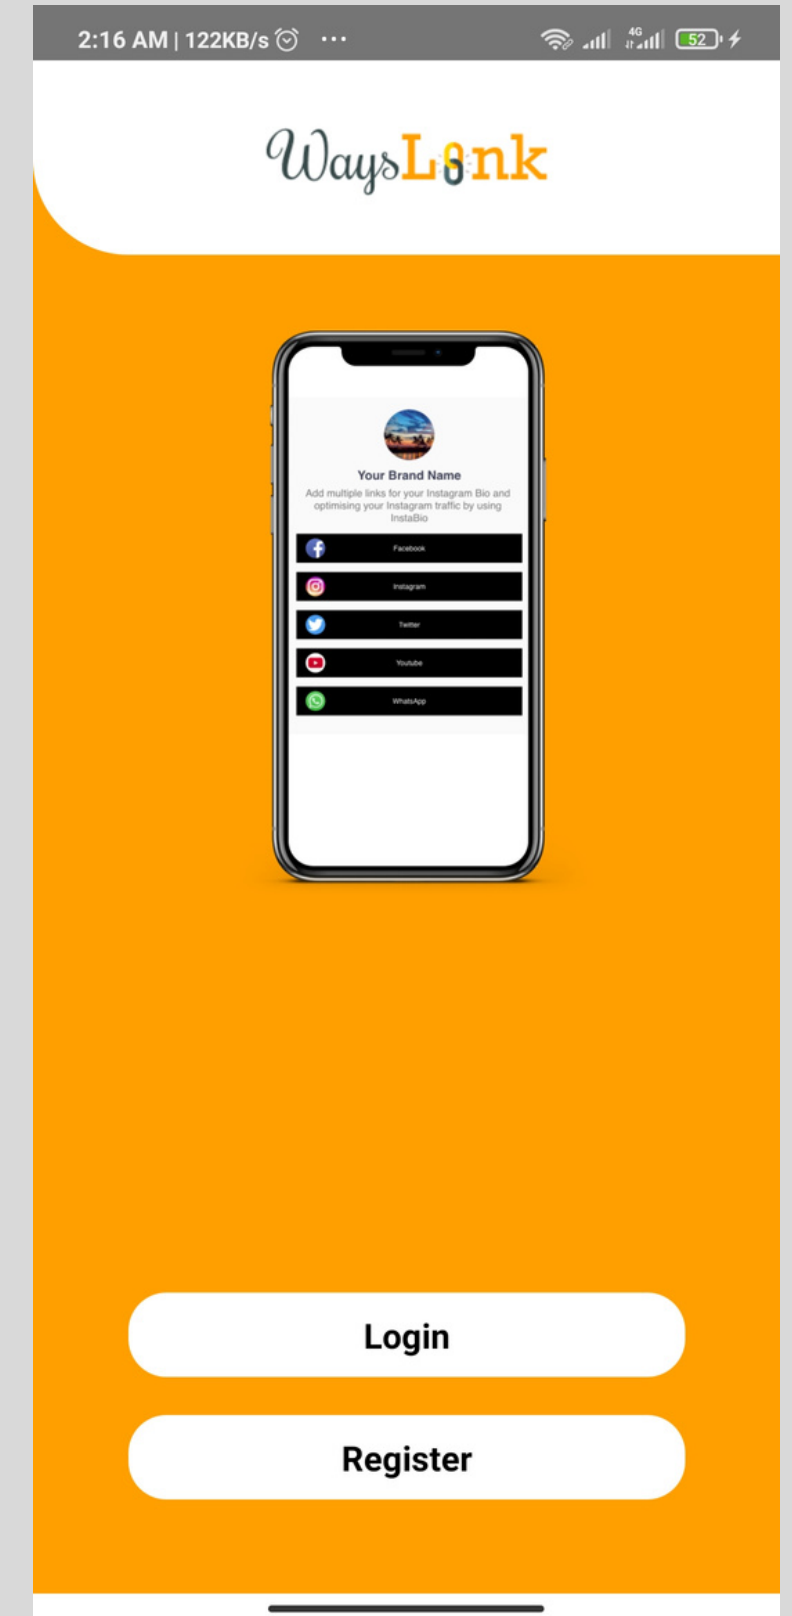 2:16 AM | 122KB/s ...
4G
52
WaysLink
Your Brand Name
Add multiple links for your Instagram Bio and
optimising your Instagram traffic by using
InstaBio
Facebook
Instagram
Twitter
Youtube
WhatsApp
Login
Register